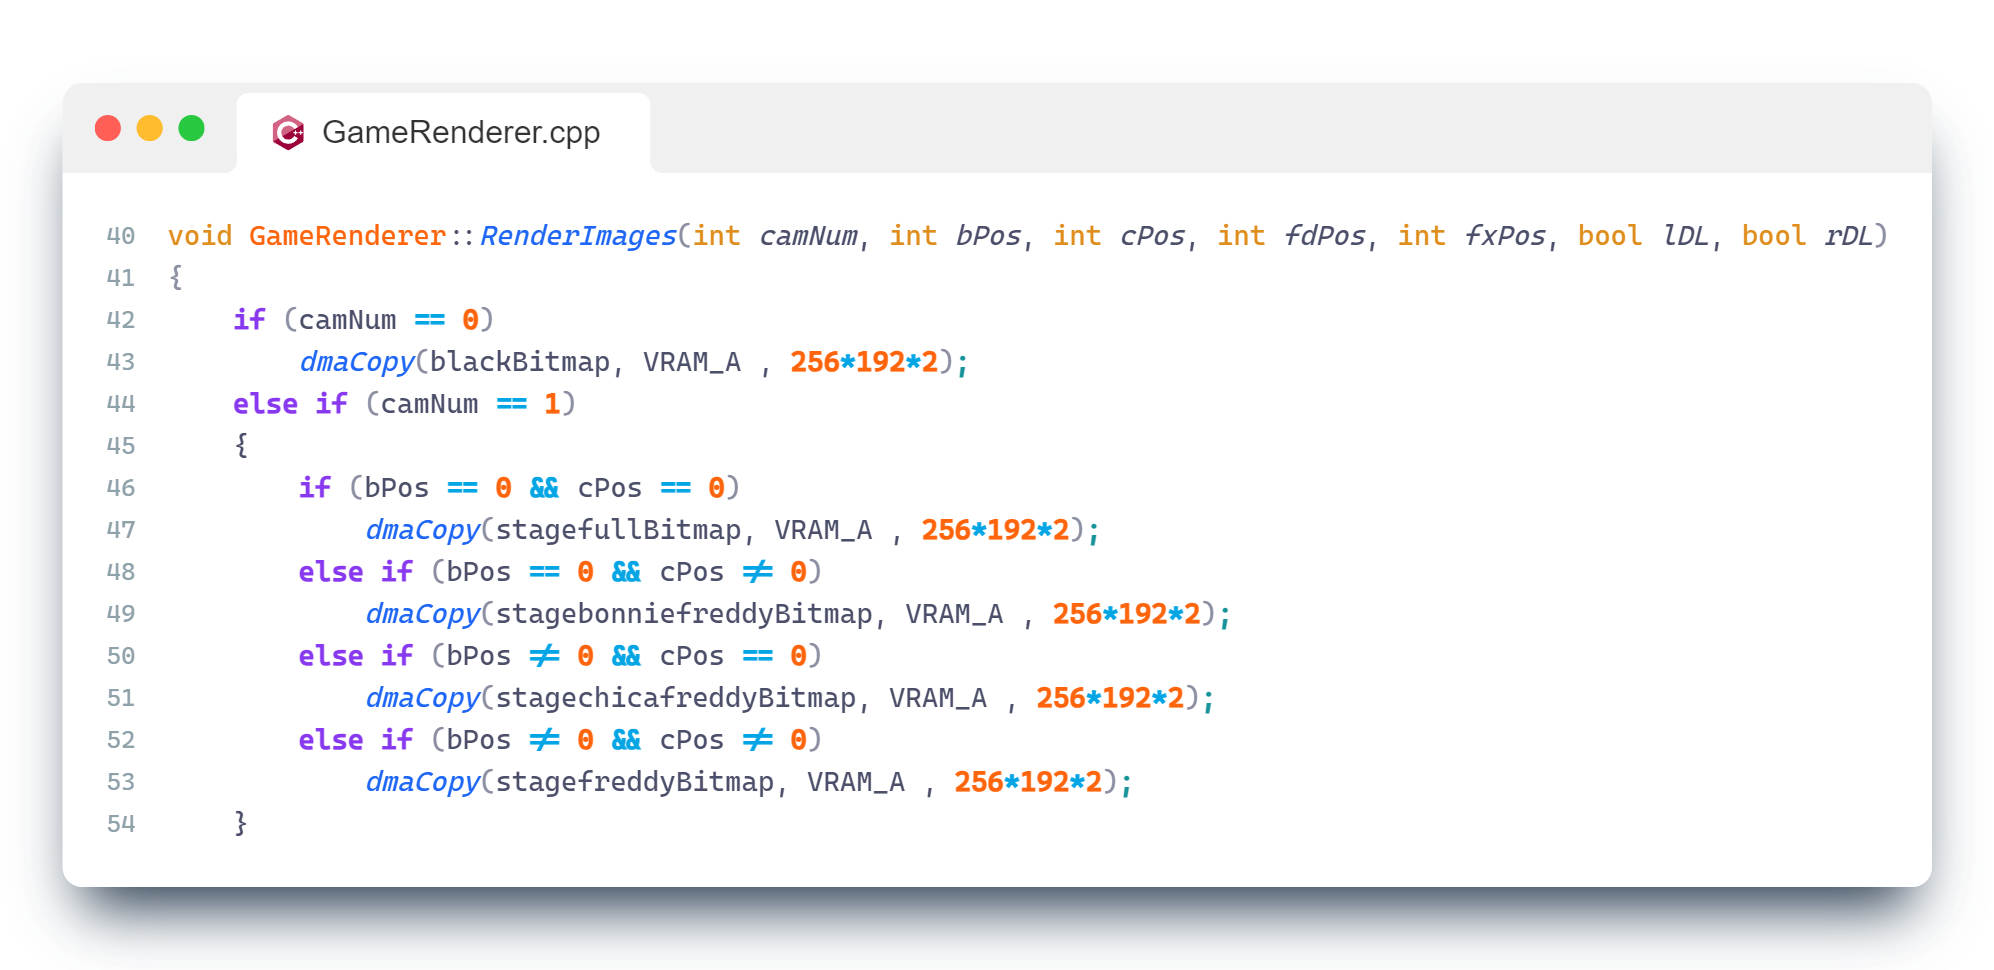 GameRenderer.cpp
40 void GameRenderer::RenderImages(int camNum, int bPos, int cPos, int fdPos, int fxPos, bool lDL, bool rDL)
41 {
42     if (camNum == 0)
43         dmaCopy(blackBitmap, VRAM_A , 256*192*2);
44     else if (camNum == 1)
45     {
46         if (bPos == 0 && cPos == 0)
47             dmaCopy(stagefullBitmap, VRAM_A , 256*192*2);
48         else if (bPos == 0 && cPos != 0)
49             dmaCopy(stagebonniefreddyBitmap, VRAM_A , 256*192*2);
50         else if (bPos != 0 && cPos == 0)
51             dmaCopy(stagechicafreddyBitmap, VRAM_A , 256*192*2);
52         else if (bPos != 0 && cPos != 0)
53             dmaCopy(stagefreddyBitmap, VRAM_A , 256*192*2);
54     }